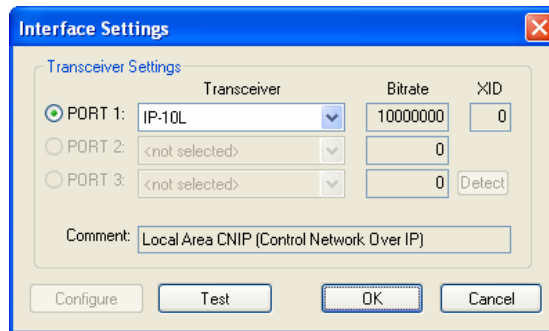 Interface Settings
Transceiver Settings
Transceiver Bitrate XID
PORT 1: IP-10L 10000000 0
PORT 2: <not selected> 0
PORT 3: <not selected> 0 Detect
Comment: Local Area CNIP (Control Network Over IP)
Configure Test OK Cancel